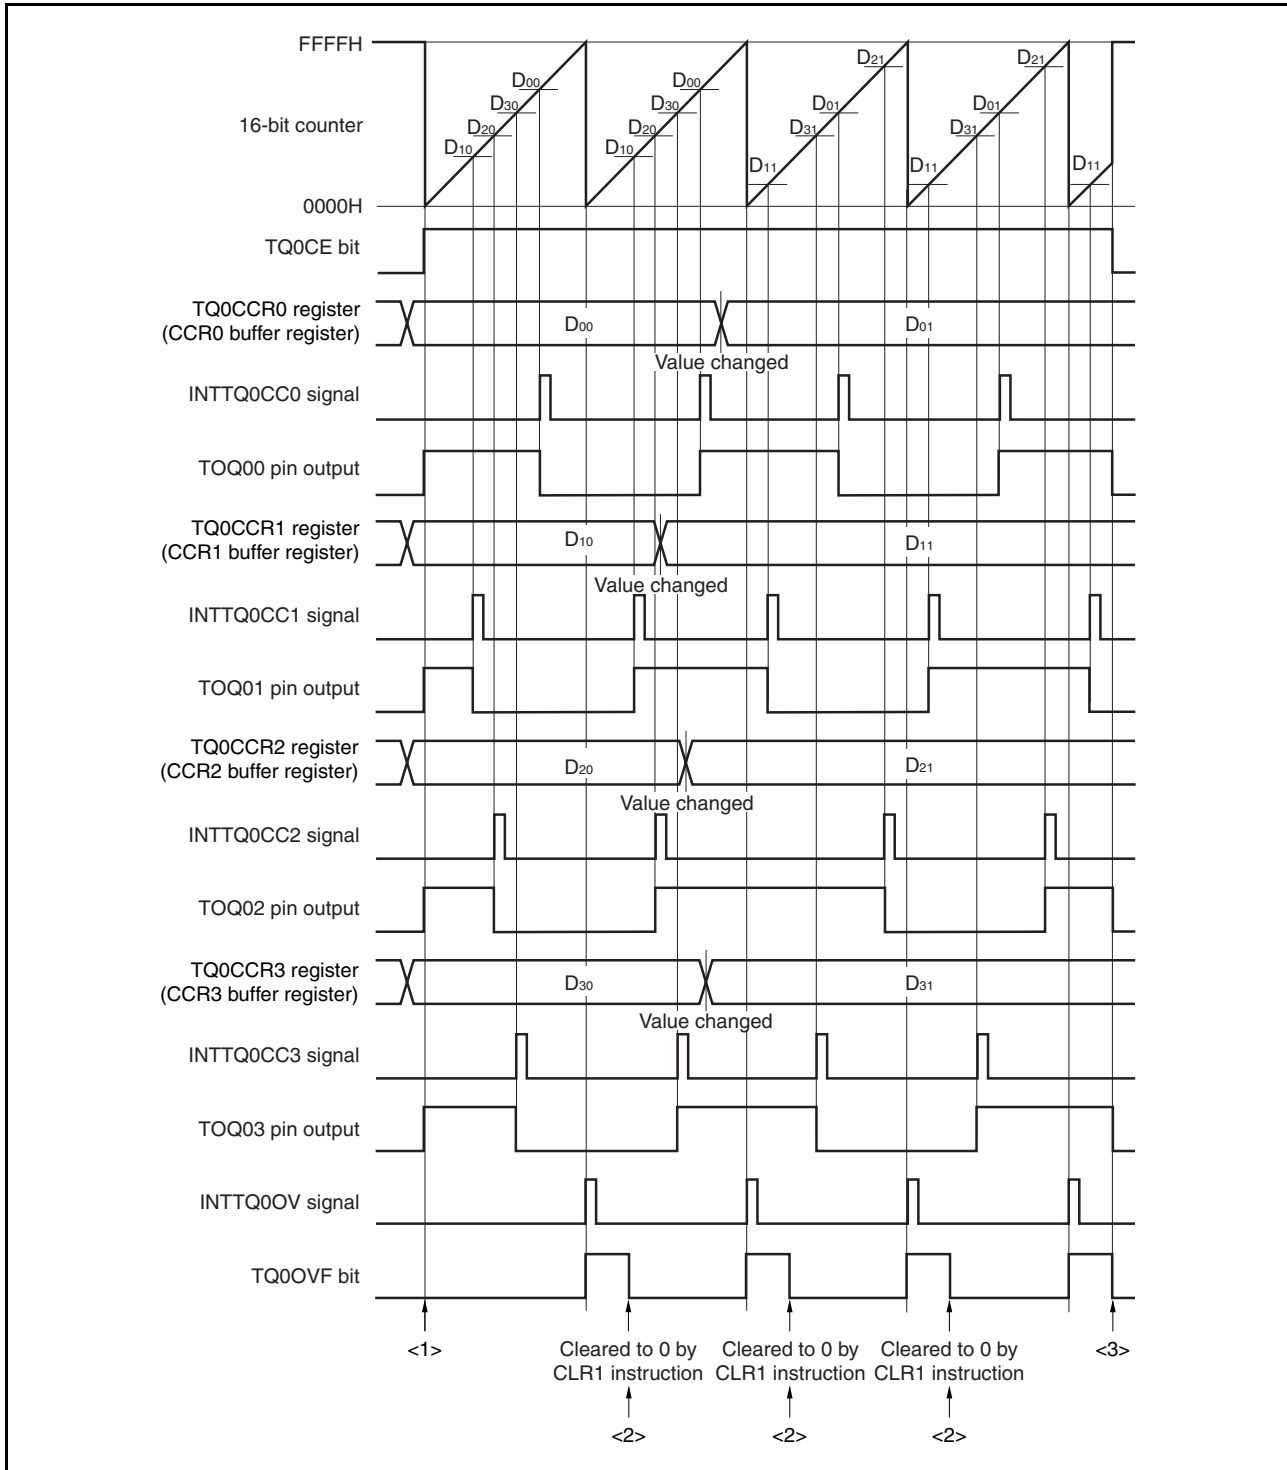 FFFFH
16-bit counter
0000H
D10
D20
D30
D00
D10
D20
D30
D00
D11
D31
D01
D21
D11
D31
D01
D21
D11
TQ0CE bit
TQ0CCR0 register
(CCR0 buffer register)
D00
D01
Value changed
INTTQ0CC0 signal
TOQ00 pin output
TQ0CCR1 register
(CCR1 buffer register)
D10
D11
Value changed
INTTQ0CC1 signal
TOQ01 pin output
TQ0CCR2 register
(CCR2 buffer register)
D20
D21
Value changed
INTTQ0CC2 signal
TOQ02 pin output
TQ0CCR3 register
(CCR3 buffer register)
D30
D31
Value changed
INTTQ0CC3 signal
TOQ03 pin output
INTTQ0OV signal
TQ0OVF bit
<1>
Cleared to 0 by
CLR1 instruction
<2>
Cleared to 0 by
CLR1 instruction
<2>
Cleared to 0 by
CLR1 instruction
<2>
<3>